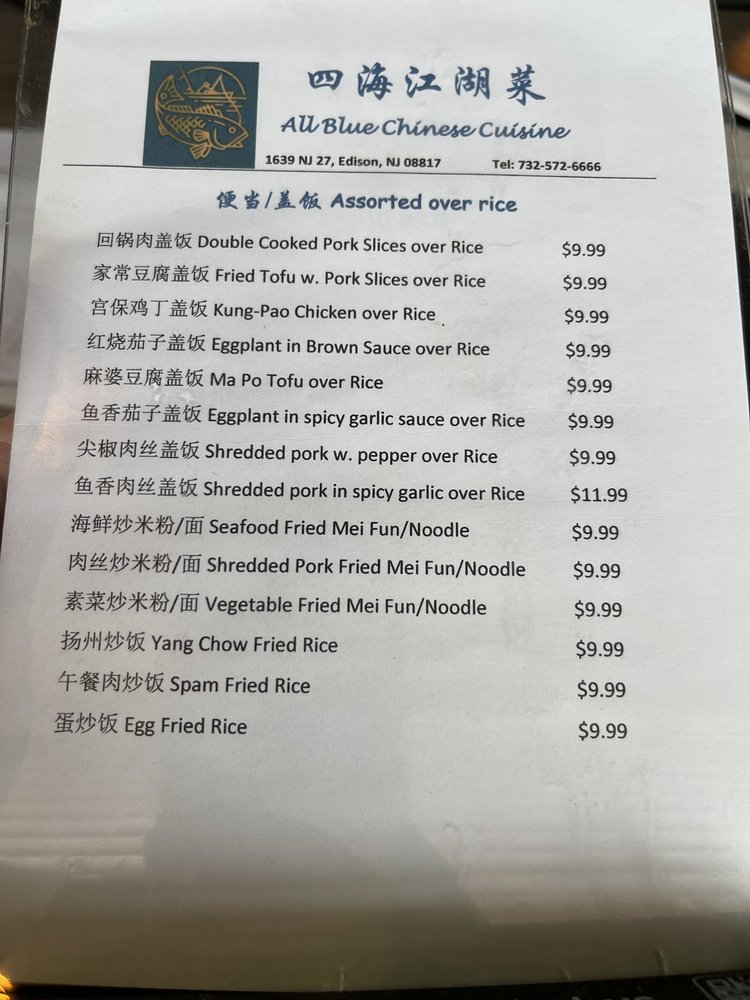 四海江湖菜
All Blue Chinese Cuisine
1639 NJ 27, Edison, NJ 08817 Tel: 732-572-6666
便当/盖饭 Assorted over rice
回锅肉盖饭 Double Cooked Pork Slices over Rice $9.99
家常豆腐盖饭 Fried Tofu w. Pork Slices over Rice $9.99
宫保鸡丁盖饭 Kung-Pao Chicken over Rice $9.99
红烧茄子盖饭 Eggplant in Brown Sauce over Rice $9.99
麻婆豆腐盖饭 Ma Po Tofu over Rice $9.99
鱼香茄子盖饭 Eggplant in spicy garlic sauce over Rice $9.99
尖椒肉丝盖饭 Shredded pork w. pepper over Rice $9.99
鱼香肉丝盖饭 Shredded pork in spicy garlic over Rice $11.99
海鲜炒米粉/面 Seafood Fried Mei Fun/Noodle $9.99
肉丝炒米粉/面 Shredded Pork Fried Mei Fun/Noodle $9.99
素菜炒米粉/面 Vegetable Fried Mei Fun/Noodle $9.99
扬州炒饭 Yang Chow Fried Rice $9.99
午餐肉炒饭 Spam Fried Rice $9.99
蛋炒饭 Egg Fried Rice $9.99